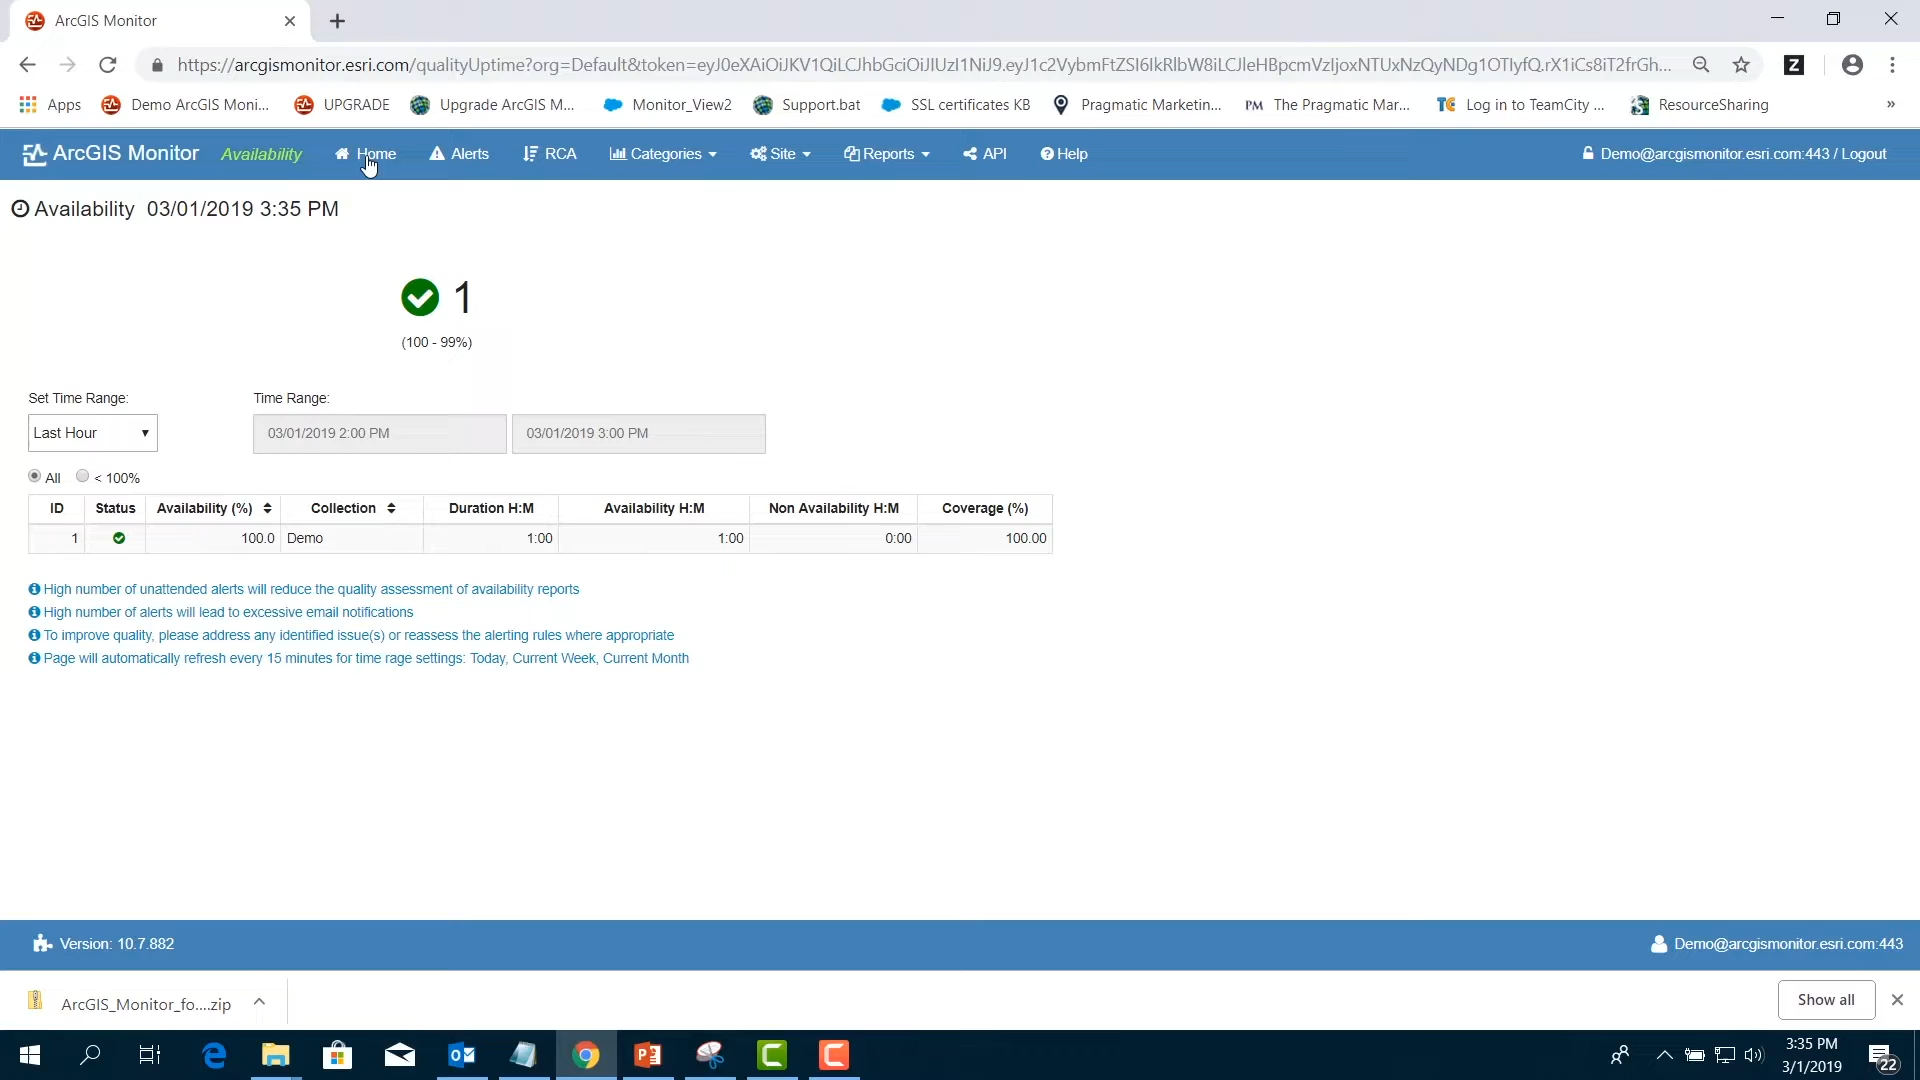 ArcGIS Monitor
https://arcgismonitor.esri.com/qualityUptime?org=Default&token=eyJ0eXAiOiJKV1QiLCJhbGciOiJIUzI1NiJ9.eyJ1c2VybmFtZSI6IkRlbW8iLCJleHBpcmVzIjoxNTUxNzQyNDg1OTIyfQ.rX1iCs8iT2frGh...
Apps Demo ArcGIS Moni... UPGRADE Upgrade ArcGIS M... Monitor_View2 Support.bat SSL certificates KB Pragmatic Marketin... PM The Pragmatic Mar... TC Log in to TeamCity ... ResourceSharing »
ArcGIS Monitor Availability Home Alerts RCA Categories Site Reports API Help Demo@arcgismonitor.esri.com:443 / Logout
Availability 03/01/2019 3:35 PM
1
(100 - 99%)
Set Time Range: Time Range:
Last Hour 03/01/2019 2:00 PM 03/01/2019 3:00 PM
All < 100%
ID Status Availability (%) Collection Duration H:M Availability H:M Non Availability H:M Coverage (%)
1 100.0 Demo 1:00 1:00 0:00 100.00
High number of unattended alerts will reduce the quality assessment of availability reports
High number of alerts will lead to excessive email notifications
To improve quality, please address any identified issue(s) or reassess the alerting rules where appropriate
Page will automatically refresh every 15 minutes for time rage settings: Today, Current Week, Current Month
Version: 10.7.882 Demo@arcgismonitor.esri.com:443
ArcGIS_Monitor_fo....zip Show all
3:35 PM
3/1/2019
22